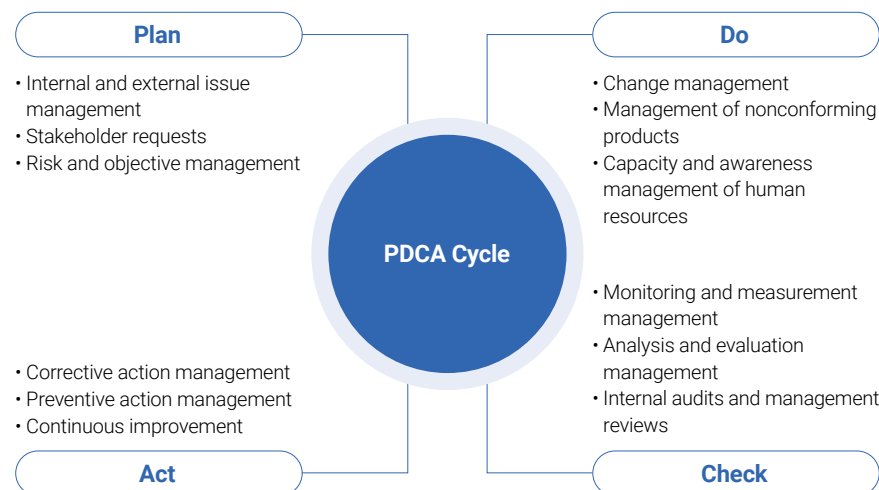 Plan
• Internal and external issue
management
• Stakeholder requests
• Risk and objective management
Do
• Change management
• Management of nonconforming
products
• Capacity and awareness
management of human
resources
PDCA Cycle
• Corrective action management
• Preventive action management
• Continuous improvement
Act
• Monitoring and measurement
management
• Analysis and evaluation
management
• Internal audits and management
reviews
Check